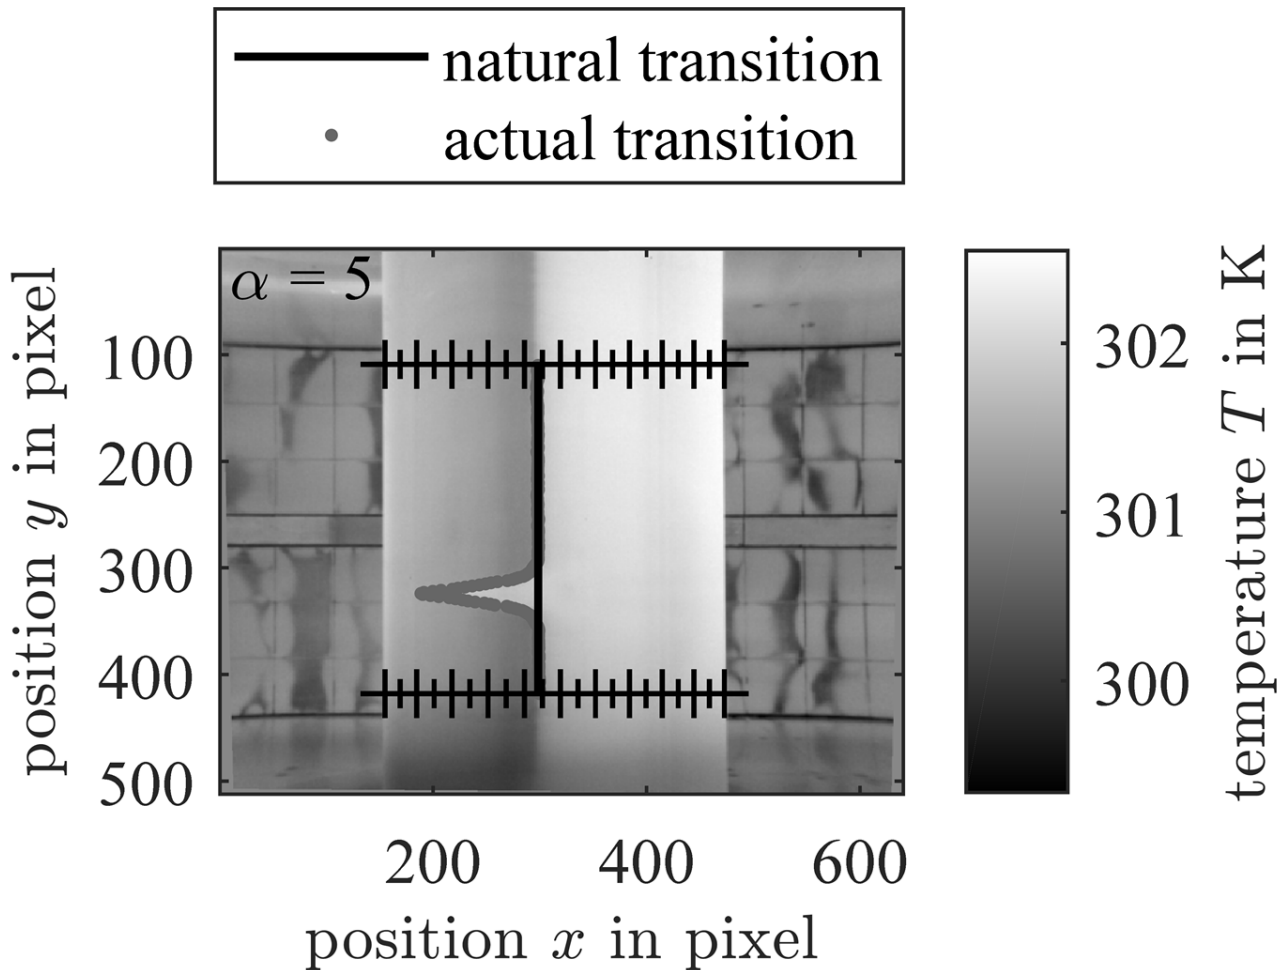 natural transition
actual transition
α = 5
100
200
300
400
500
position y in pixel
200 400 600
position x in pixel
302
301
300
temperature T in K